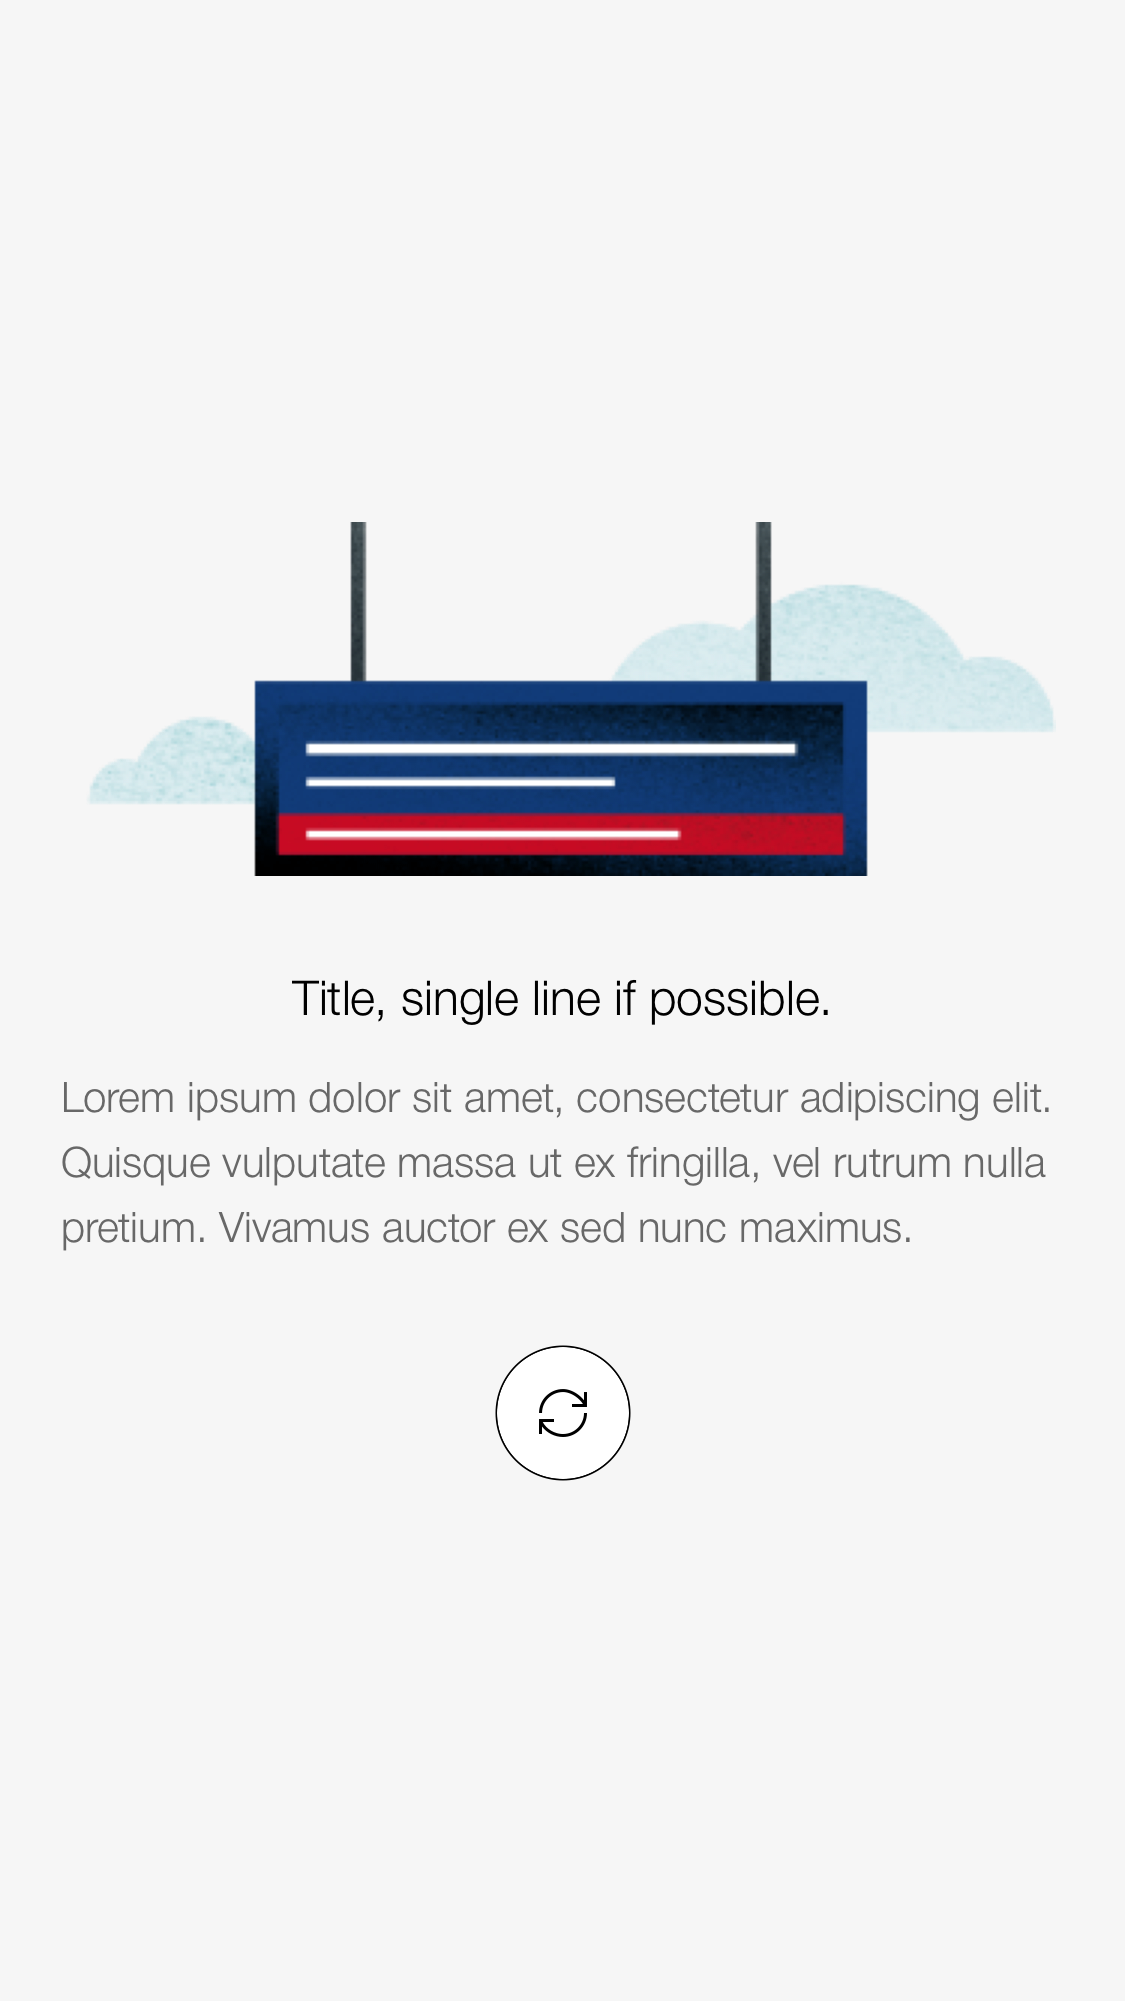 Title, single line if possible.
Lorem ipsum dolor sit amet, consectetur adipiscing elit.
Quisque vulputate massa ut ex fringilla, vel rutrum nulla
pretium. Vivamus auctor ex sed nunc maximus.